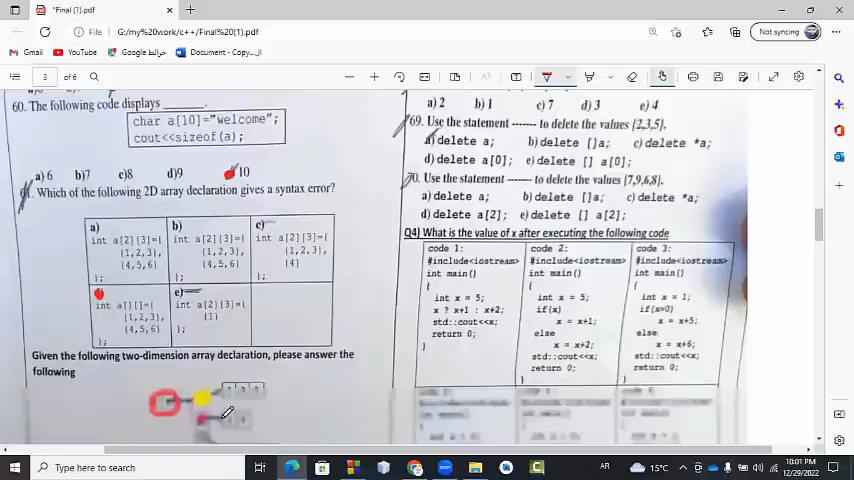 *Final (1).pdf
File
G:/my%20work/c++/Final%20(1).pdf
Not syncing
Gmail
YouTube
خرائط Google
Document - Copy...
3 of 6
60. The following code displays ______.
char a[10]="welcome";
cout<<sizeof(a);
a) 6 b)7 c)8 d)9 10
Which of the following 2D array declaration gives a syntax error?
a)
int a[2][3]={
{1,2,3},
{4,5,6}
};
b)
int a[2][3]={
{1,2,3},
{4,5,6}
};
c)
int a[2][3]={
{1,2,3},
{4}
};
int a[][]={
{1,2,3},
{4,5,6}
};
e)
int a[2][3]={
{1}
};
Given the following two-dimension array declaration, please answer the
following
a) 2 b) 1 c) 7 d) 3 e) 4
69. Use the statement ------- to delete the values {2,3,5}.
a) delete a; b) delete []a; c) delete *a;
d) delete a[0]; e) delete [] a[0];
70. Use the statement ------- to delete the values {7,9,6,8}.
a) delete a; b) delete []a; c) delete *a;
d) delete a[2]; e) delete [] a[2];
Q4) What is the value of x after executing the following code
code 1:
#include<iostream>
int main()
{
int x = 5;
x ? x+1 : x+2;
std::cout<<x;
return 0;
}
code 2:
#include<iostream>
int main()
{
int x = 5;
if(x)
x = x+1;
else
x = x+2;
std::cout<<x;
return 0;
}
code 3:
#include<iostream>
int main()
{
int x = 1;
if(x=0)
x = x+5;
else
x = x+6;
std::cout<<x;
return 0;
}
Type here to search
AR
15°C
10:01 PM
12/29/2022